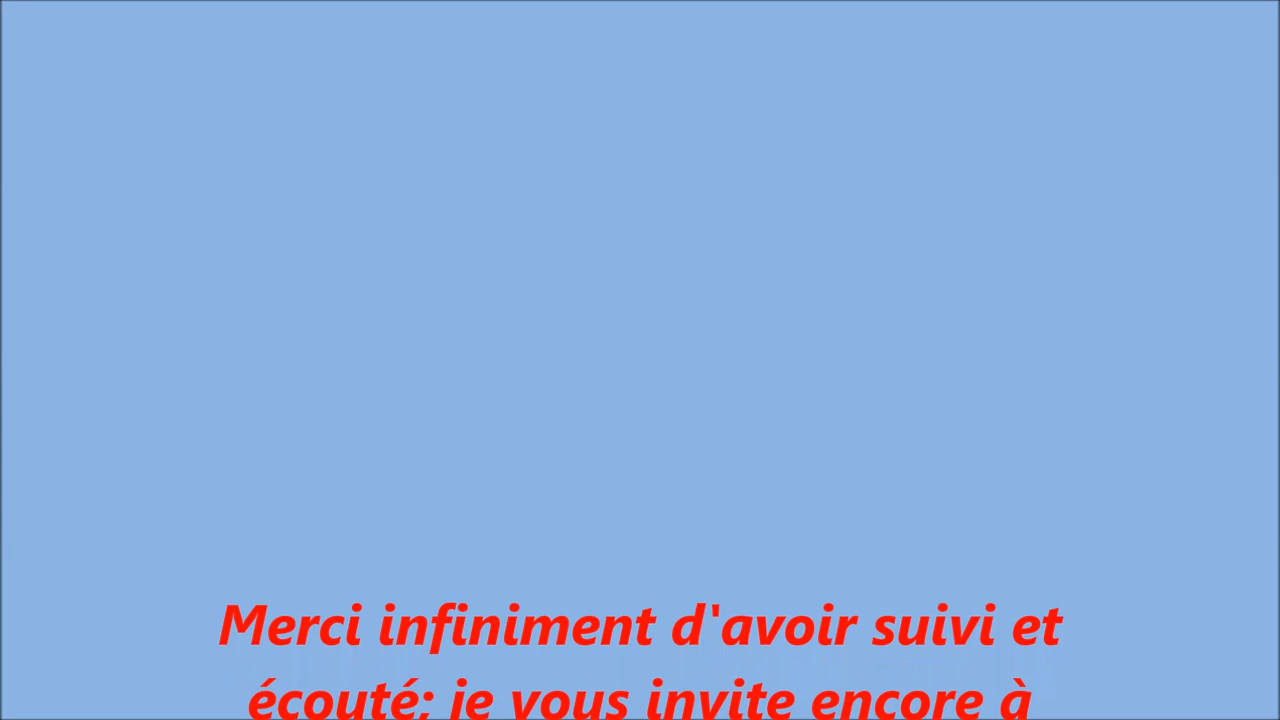 Merci infiniment d'avoir suivi et
écouté; je vous invite encore à